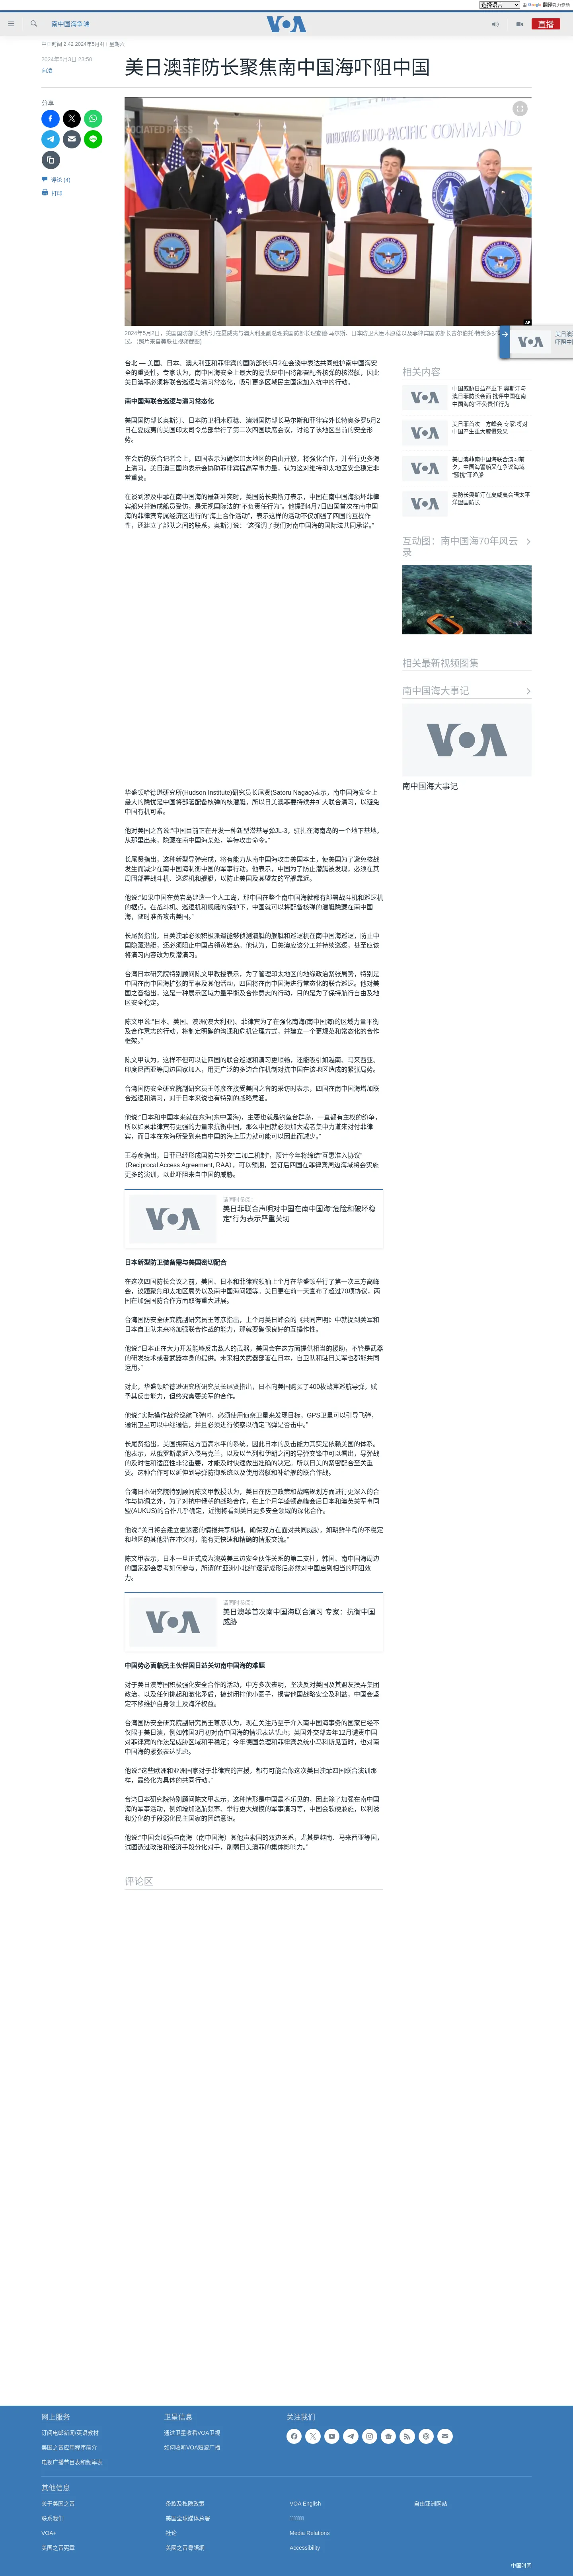 选择语言 由 Google 翻译强力驱动
南中国海争端
VOA
直播
中国时间 2:42 2024年5月4日 星期六
2024年5月3日 23:50
向凌
美日澳菲防长聚焦南中国海吓阻中国
分享
评论 (4)
打印
ASSOCIATED PRESS
INDO-PACIFIC COMMAND
AP
2024年5月2日，美国国防部长奥斯汀在夏威夷与澳大利亚副总理兼国防部长理查德·马尔斯、日本防卫大臣木原稔以及菲律宾国防部长吉尔伯托·特奥多罗
议。(照片来自美联社视频截图)
VOA
美日澳
吓阻中
台北 — 美国、日本、澳大利亚和菲律宾的国防部长5月2在会谈中表达共同维护南中国海安全的重要性。专家认为，南中国海安全上最大的隐忧是中国将部署配备核弹的核潜艇，所以美日澳菲必须将联合巡逻与演习常态化，吸引更多区域民主国家加入抗中的行动。
南中国海联合巡逻与演习常态化
美国国防部长奥斯汀、日本防卫相木原稔、澳洲国防部长马尔斯和菲律宾外长特奥多罗5月2日在夏威夷的美国印太司令总部举行了第二次四国联席会议，讨论了该地区当前的安全形势。
在会后的联合记者会上，四国表示为确保印太地区的自由开放，将强化合作，并举行更多海上演习。美日澳三国均表示会协助菲律宾提高军事力量，认为这对维持印太地区安全稳定非常重要。
在谈到涉及中菲在南中国海的最新冲突时，美国防长奥斯汀表示，中国在南中国海损坏菲律宾船只并造成船员受伤，是无视国际法的“不负责任行为”。他提到4月7日四国首次在南中国海的菲律宾专属经济区进行的“海上合作活动”，表示这样的活动不仅加强了四国的互操作性，还建立了部队之间的联系。奥斯汀说：“这强调了我们对南中国海的国际法共同承诺。”
华盛顿哈德逊研究所(Hudson Institute)研究员长尾贤(Satoru Nagao)表示，南中国海安全上最大的隐忧是中国将部署配备核弹的核潜艇，所以日美澳菲要持续并扩大联合演习，以避免中国有机可乘。
他对美国之音说:“中国目前正在开发一种新型潜基导弹JL-3，驻扎在海南岛的一个地下基地，从那里出来，隐藏在南中国海某处，等待攻击命令。”
长尾贤指出，这种新型导弹完成，将有能力从南中国海攻击美国本土，使美国为了避免核战发生而减少在南中国海制衡中国的军事行动。他表示，中国为了防止潜艇被发现，必须在其周围部署战斗机、巡逻机和舰艇，以防止美国及其盟友的军舰靠近。
他说:“如果中国在黄岩岛建造一个人工岛，那中国在整个南中国海就都有部署战斗机和巡逻机的据点。在战斗机、巡逻机和舰艇的保护下，中国就可以将配备核弹的潜艇隐藏在南中国海，随时准备攻击美国。”
长尾贤指出，日美澳菲必须积极派遣能够侦测潜艇的舰艇和巡逻机在南中国海巡逻，防止中国隐藏潜艇，还必须阻止中国占领黄岩岛。他认为，日美澳应该分工并持续巡逻，甚至应该将演习内容改为反潜演习。
台湾日本研究院特别顾问陈文甲教授表示，为了管理印太地区的地缘政治紧张局势，特别是中国在南中国海扩张的军事及其他活动，四国将在南中国海进行常态化的联合巡逻。他对美国之音指出，这是一种展示区域力量平衡及合作意志的行动，目的是为了保持航行自由及地区安全稳定。
陈文甲说:“日本、美国、澳洲(澳大利亚)、菲律宾为了在强化南海(南中国海)的区域力量平衡及合作意志的行动，将制定明确的沟通和危机管理方式，并建立一个更规范和常态化的合作框架。”
陈文甲认为，这样不但可以让四国的联合巡逻和演习更顺畅，还能吸引如越南、马来西亚、印度尼西亚等周边国家加入，用更广泛的多边合作机制对抗中国在该地区造成的紧张局势。
台湾国防安全研究院副研究员王尊彦在接受美国之音的采访时表示，四国在南中国海增加联合巡逻和演习，对于日本来说也有特别的战略意涵。
他说:“日本和中国本来就在东海(东中国海)，主要也就是钓鱼台群岛，一直都有主权的纷争，所以如果菲律宾有更强的力量来抗衡中国，那么中国就必须加大或者集中力道来对付菲律宾，而日本在东海所受到来自中国的海上压力就可能可以因此而减少。”
王尊彦指出，日菲已经形成国防与外交“二加二机制”，预计今年将缔结“互惠准入协议”（Reciprocal Access Agreement, RAA），可以预期，签订后四国在菲律宾周边海域将会实施更多的演训，以此吓阻来自中国的威胁。
VOA
请同时参阅：
美日菲联合声明对中国在南中国海“危险和破坏稳定”行为表示严重关切
日本新型防卫装备需与美国密切配合
在这次四国防长会议之前，美国、日本和菲律宾领袖上个月在华盛顿举行了第一次三方高峰会，议题聚焦印太地区局势以及南中国海问题等。美日更在前一天宣布了超过70项协议，两国在加强国防合作方面取得重大进展。
台湾国防安全研究院副研究员王尊彦指出，上个月美日峰会的《共同声明》中就提到美军和日本自卫队未来将加强联合作战的能力，那就要确保良好的互操作性。
他说:“日本正在大力开发能够反击敌人的武器，美国会在这方面提供相当的援助，不管是武器的研发技术或者武器本身的提供。未来相关武器部署在日本，自卫队和驻日美军也都能共同运用。”
对此，华盛顿哈德逊研究所研究员长尾贤指出，日本向美国购买了400枚战斧巡航导弹，赋予其反击能力，但终究需要美军的合作。
他说:“实际操作战斧巡航飞弹时，必须使用侦察卫星来发现目标，GPS卫星可以引导飞弹，通讯卫星可以中继通信，并且必须进行侦察以确定飞弹是否击中。”
长尾贤指出，美国拥有这方面高水平的系统，因此日本的反击能力其实是依赖美国的体系。他表示，从俄罗斯最近入侵乌克兰，以及以色列和伊朗之间的导弹交锋中可以看出，导弹战的及时性和适度性非常重要，才能及时快速做出准确的决定。所以日美的紧密配合至关重要。这种合作可以延伸到导弹防御系统以及使用潜艇和补给舰的联合作战。
台湾日本研究院特别顾问陈文甲教授认为，美日在防卫政策和战略规划方面进行更深入的合作与协调之外，为了对抗中俄朝的战略合作，在上个月华盛顿高峰会后日本和澳英美军事同盟(AUKUS)的合作几乎确定，近期将看到美日更多安全领域的深化合作。
他说:“美日将会建立更紧密的情报共享机制，确保双方在面对共同威胁，如朝鲜半岛的不稳定和地区的其他潜在冲突时，能有更快速和精确的情报交流。”
陈文甲表示，日本一旦正式成为澳英美三边安全伙伴关系的第二支柱，韩国、南中国海周边的国家都会思考如何参与，所谓的“亚洲小北约”逐渐成形后必然对中国启到相当的吓阻效力。
VOA
请同时参阅：
美日澳菲首次南中国海联合演习 专家：抗衡中国威胁
中国势必面临民主伙伴国日益关切南中国海的难题
对于美日澳等国积极强化安全合作的活动，中方多次表明，坚决反对美国及其盟友操弄集团政治，以及任何挑起和激化矛盾，搞封闭排他小圈子，损害他国战略安全及利益，中国会坚定不移维护自身领土及海洋权益。
台湾国防安全研究院副研究员王尊彦认为，现在关注乃至于介入南中国海事务的国家已经不仅限于美日澳，例如韩国3月初对南中国海的情况表达忧虑；英国外交部去年12月谴责中国对菲律宾的作法是威胁区域和平稳定；今年德国总理和菲律宾总统小马科斯见面时，也对南中国海的紧张表达忧虑。
他说:“这些欧洲和亚洲国家对于菲律宾的声援，都有可能会像这次美日澳菲四国联合演训那样，最终化为具体的共同行动。”
台湾日本研究院特别顾问陈文甲表示，这种情形是中国最不乐见的，因此除了加强在南中国海的军事活动，例如增加巡航频率、举行更大规模的军事演习等，中国会软硬兼施，以利诱和分化的手段弱化民主国家的团结意识。
他说:“中国会加强与南海（南中国海）其他声索国的双边关系，尤其是越南、马来西亚等国，试图透过政治和经济手段分化对手，削弱日美澳菲的集体影响力。”
评论区
相关内容
中国威胁日益严重下 奥斯汀与澳日菲防长会面 批评中国在南中国海的“不负责任行为
美日菲首次三方峰会 专家:将对中国产生重大威慑效果
美日澳菲南中国海联合演习前夕，中国海警船又在争议海域“骚扰”菲渔船
美防长奥斯汀在夏威夷会晤太平洋盟国防长
互动图：南中国海70年风云录
相关最新视频图集
南中国海大事记
VOA
南中国海大事记
网上服务
订阅电邮新闻/简语教材
美国之音应用程序简介
电视广播节目表和频率表
卫星信息
通过卫星收看VOA卫视
如何收听VOA短波广播
关注我们
其他信息
关于美国之音
联系我们
VOA+
美国之音宪章
条款及私隐政策
美国全球媒体总署
社论
美国之音粤语网
VOA English
Media Relations
Accessibility
自由亚洲网站
中国时间